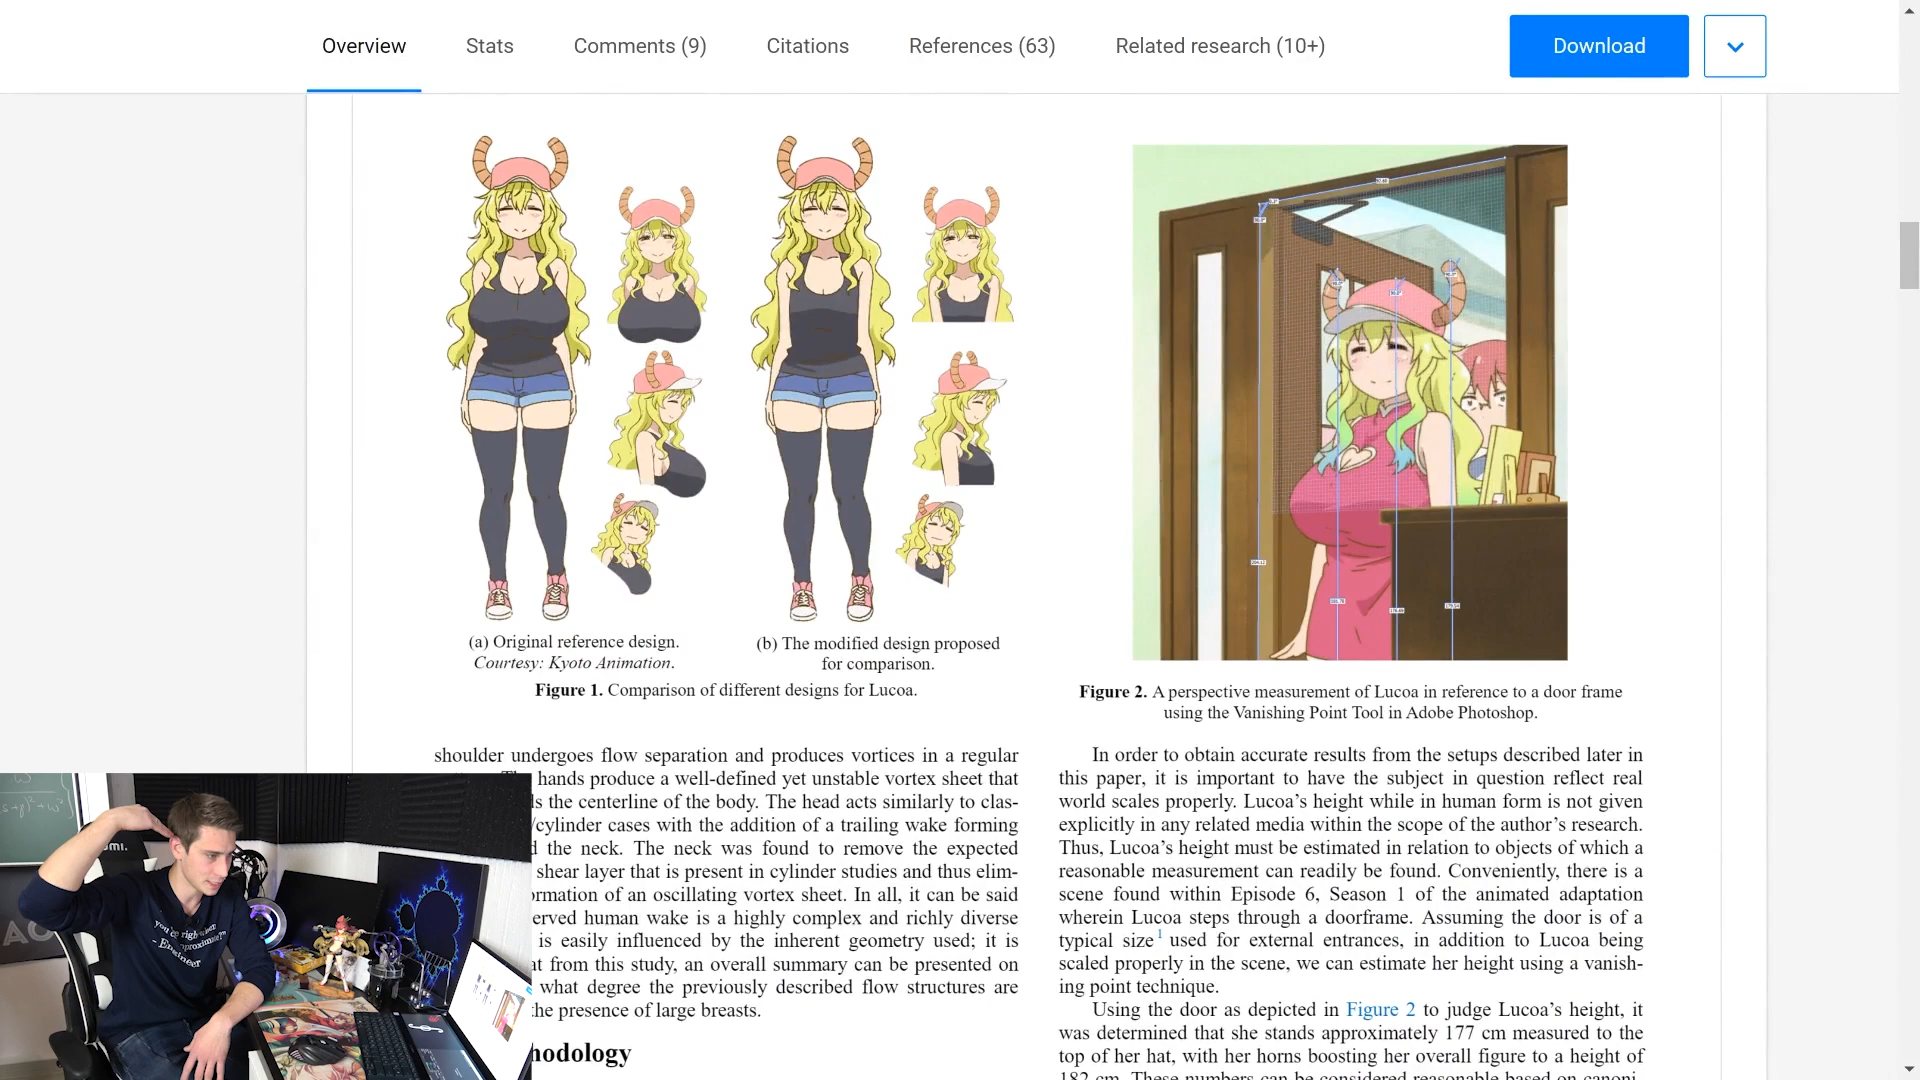 Overview
Stats
Comments (9)
Citations
References (63)
Related research (10+)
Download
(a) Original reference design.
Courtesy: Kyoto Animation.
(b) The modified design proposed
for comparison.
Figure 1. Comparison of different designs for Lucoa.
Figure 2. A perspective measurement of Lucoa in reference to a door frame
using the Vanishing Point Tool in Adobe Photoshop.
shoulder undergoes flow separation and produces vortices in a regular
hands produce a well-defined yet unstable vortex sheet that
the centerline of the body. The head acts similarly to clas-
/cylinder cases with the addition of a trailing wake forming
the neck. The neck was found to remove the expected
shear layer that is present in cylinder studies and thus elim-
ormation of an oscillating vortex sheet. In all, it can be said
erved human wake is a highly complex and richly diverse
is easily influenced by the inherent geometry used; it is
from this study, an overall summary can be presented on
what degree the previously described flow structures are
the presence of large breasts.
hodology
In order to obtain accurate results from the setups described later in
this paper, it is important to have the subject in question reflect real
world scales properly. Lucoa's height while in human form is not given
explicitly in any related media within the scope of the author's research.
Thus, Lucoa's height must be estimated in relation to objects of which a
reasonable measurement can readily be found. Conveniently, there is a
scene found within Episode 6, Season 1 of the animated adaptation
wherein Lucoa steps through a doorframe. Assuming the door is of a
typical size1 used for external entrances, in addition to Lucoa being
scaled properly in the scene, we can estimate her height using a vanish-
ing point technique.
Using the door as depicted in Figure 2 to judge Lucoa's height, it
was determined that she stands approximately 177 cm measured to the
top of her hat, with her horns boosting her overall figure to a height of
182 cm. These numbers can be considered reasonable based on canoni-